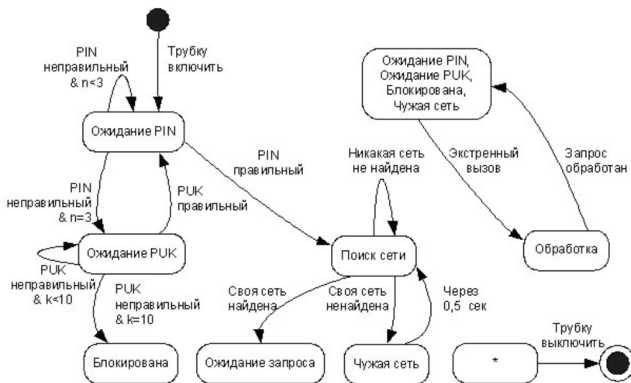 PIN
неправильный
& n<3
Трубку
включить
Ожидание PIN,
Ожидание PUK,
Блокирована,
Чужая сеть
Ожидание PIN
PIN
правильный
Никакая сеть
не найдена
Экстренный
вызов
Запрос
обработан
PIN
неправильный
& n=3
PUK
правильный
Ожидание PUK
Поиск сети
Обработка
PUK
неправильный
& k<10
PUK
неправильный
& k=10
Своя сеть
найдена
Своя сеть
ненайдена
Через
0,5 сек
Трубку
выключить
Блокирована
Ожидание запроса
Чужая сеть
*